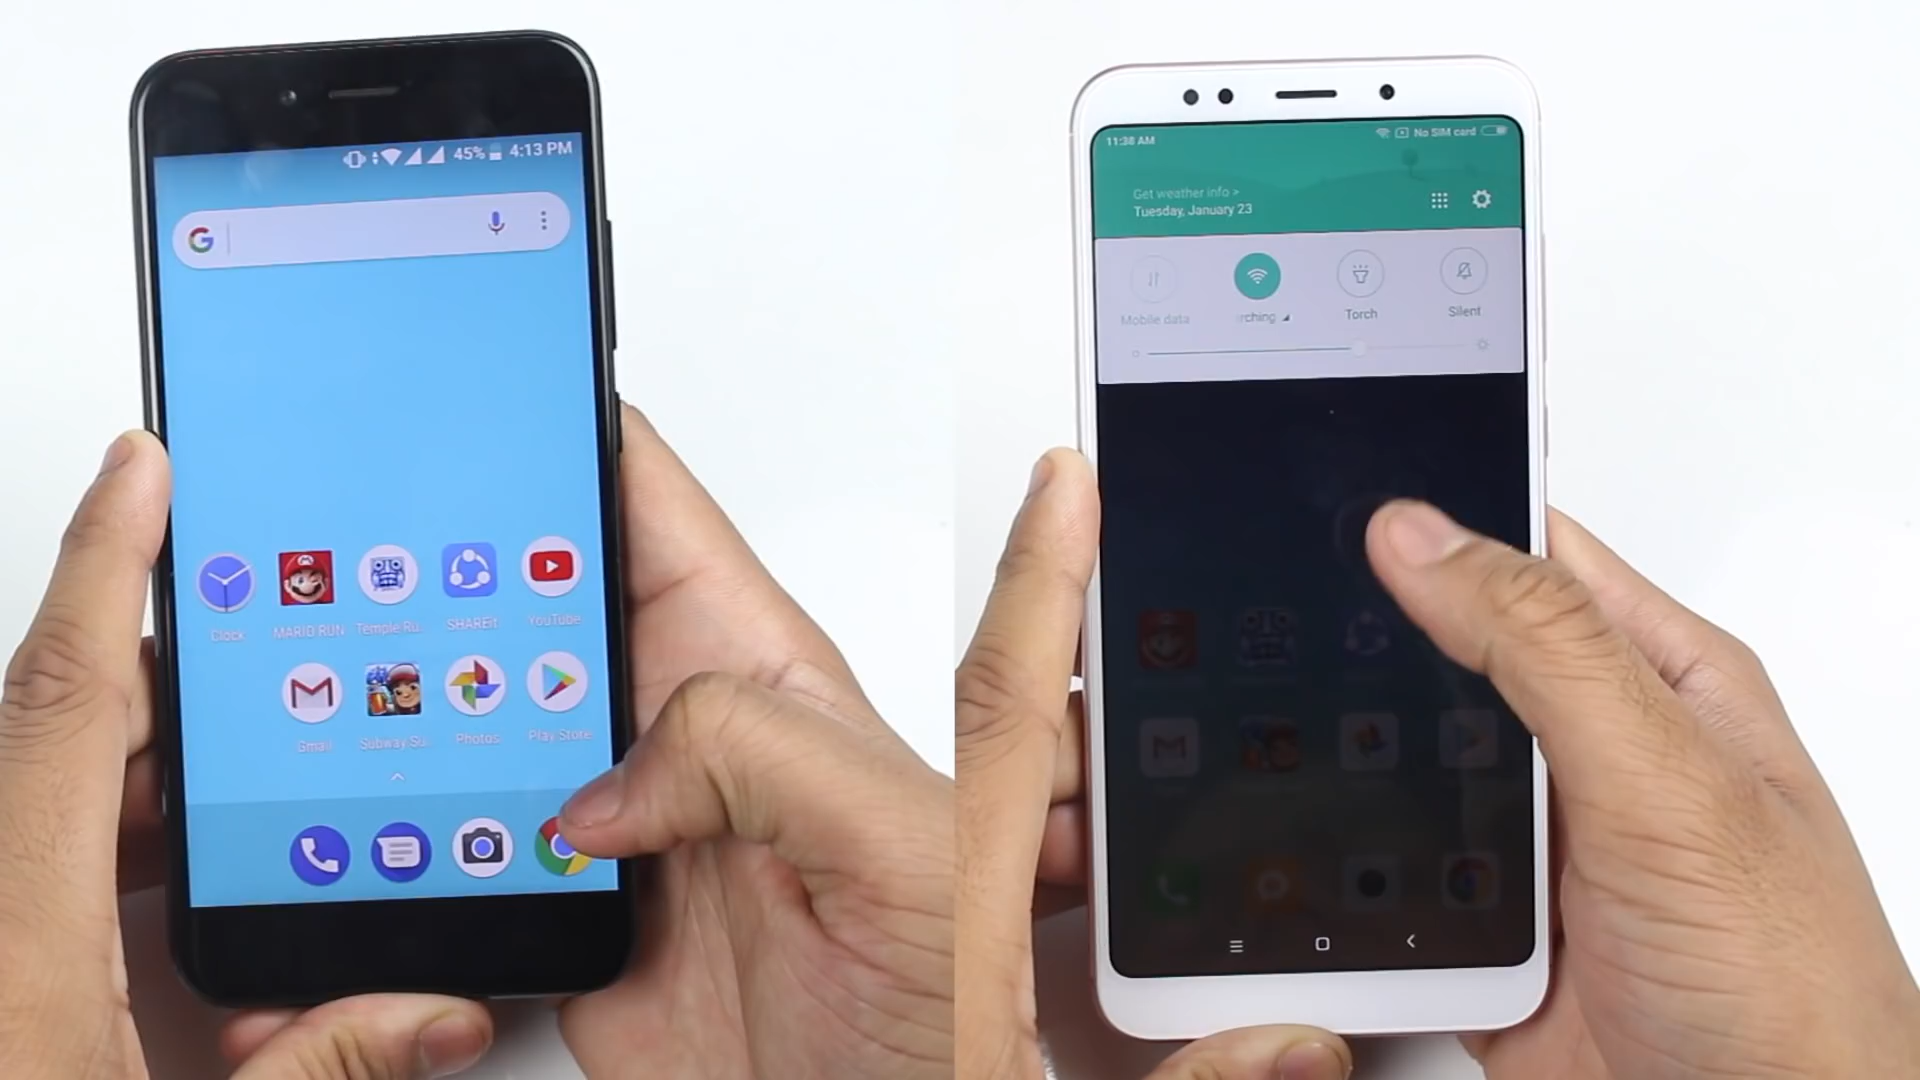 45% 4:13 PM
G
Clock
MARIO RUN
Temple Ru..
SHAREit
YouTube
Gmail
Subway Su..
Photos
Play Store
11:38 AM
No SIM card
Get weather info >
Tuesday, January 23
Mobile data
rching
Torch
Silent